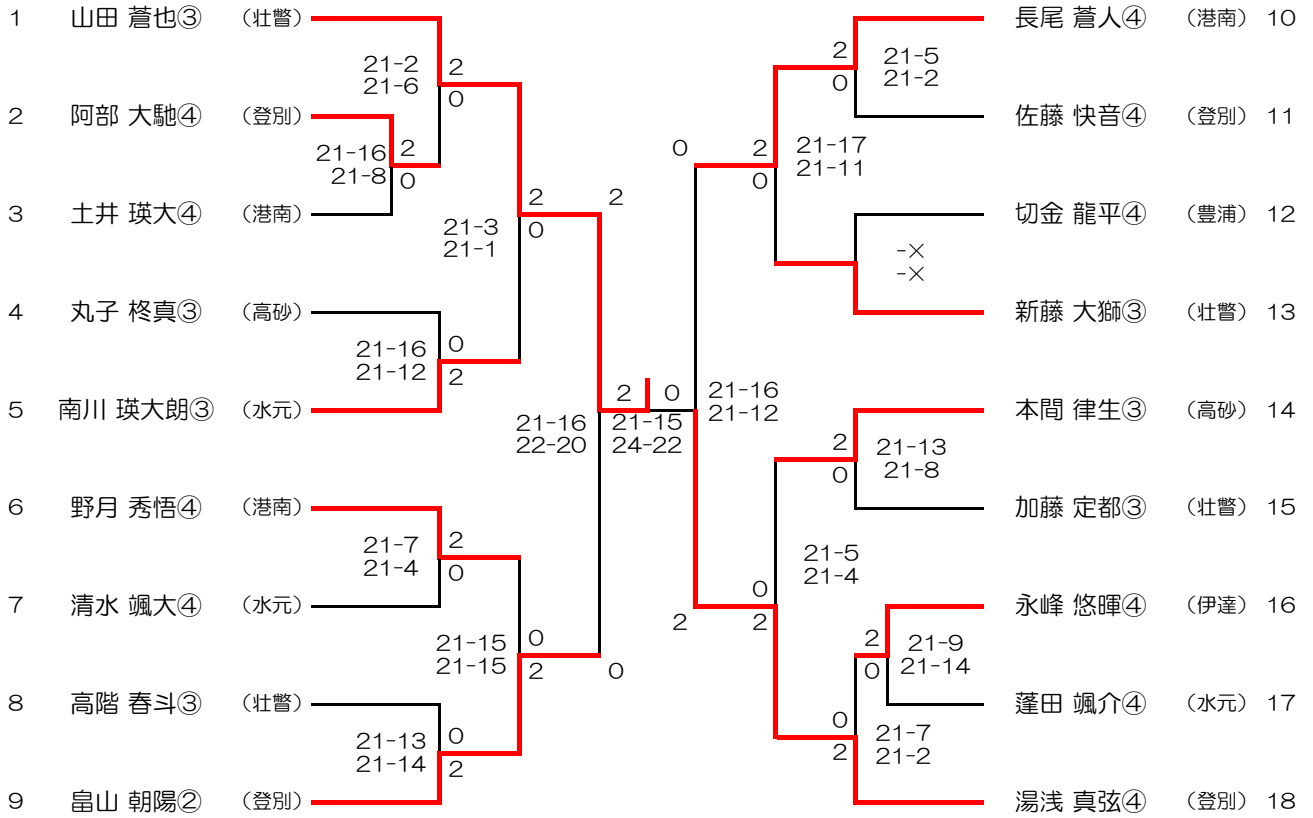 1 山田 蒼也③ （壮瞥）
21-2 2
21-6 0
2 阿部 大馳④ （登別）
21-16 2
21-8 0
3 土井 瑛大④ （港南）
2 2
21-3 0
21-1
4 丸子 柊真③ （高砂）
21-16 0
21-12 2
5 南川 瑛大朗③ （水元）
21-16
22-20
2 0
21-15
24-22
6 野月 秀悟④ （港南）
21-7 2
21-4 0
7 清水 颯大④ （水元）
21-15 0
21-15 2
0
8 高階 春斗③ （壮瞥）
21-13 0
21-14 2
9 畠山 朝陽② （登別）
長尾 蒼人④ （港南） 10
2 21-5
0 21-2
佐藤 快音④ （登別） 11
0 2 21-17
0 21-11
切金 龍平④ （豊浦） 12
-×
-×
新藤 大獅③ （壮瞥） 13
21-16
21-12
本間 律生③ （高砂） 14
2 21-13
0 21-8
加藤 定都③ （壮瞥） 15
21-5
21-4
0
2 2
永峰 悠暉④ （伊達） 16
2 21-9
0 21-14
蓬田 颯介④ （水元） 17
0 21-7
2 21-2
湯浅 真弦④ （登別） 18